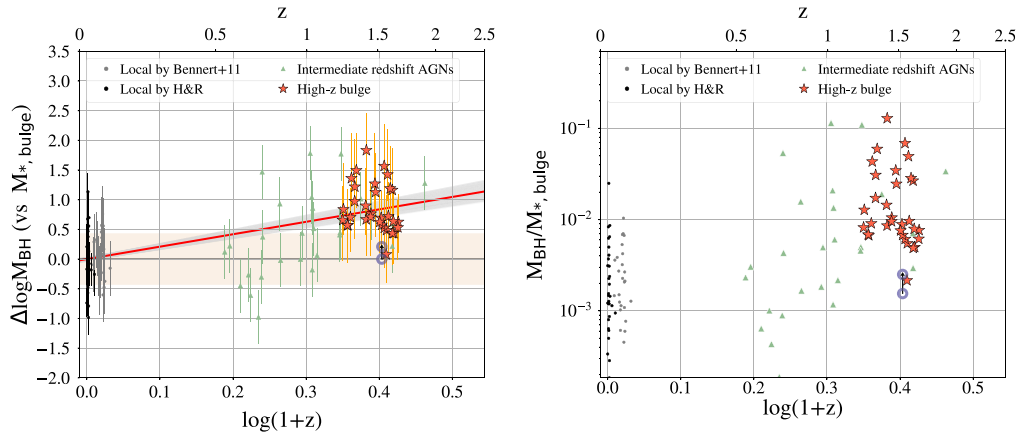 z
0 0.5 1 1.5 2 2.5
3.5
3.0
2.5
2.0
1.5
1.0
0.5
0.0
−0.5
−1.0
−1.5
−2.0
ΔlogM_BH (vs M_*,bulge)
Local by Bennert+11
Local by H&R
Intermediate redshift AGNs
High-z bulge
0.0 0.1 0.2 0.3 0.4 0.5
log(1+z)
z
0 0.5 1 1.5 2 2.5
10^−1
10^−2
10^−3
M_BH/M_*,bulge
Local by Bennert+11
Local by H&R
Intermediate redshift AGNs
High-z bulge
0.0 0.1 0.2 0.3 0.4 0.5
log(1+z)